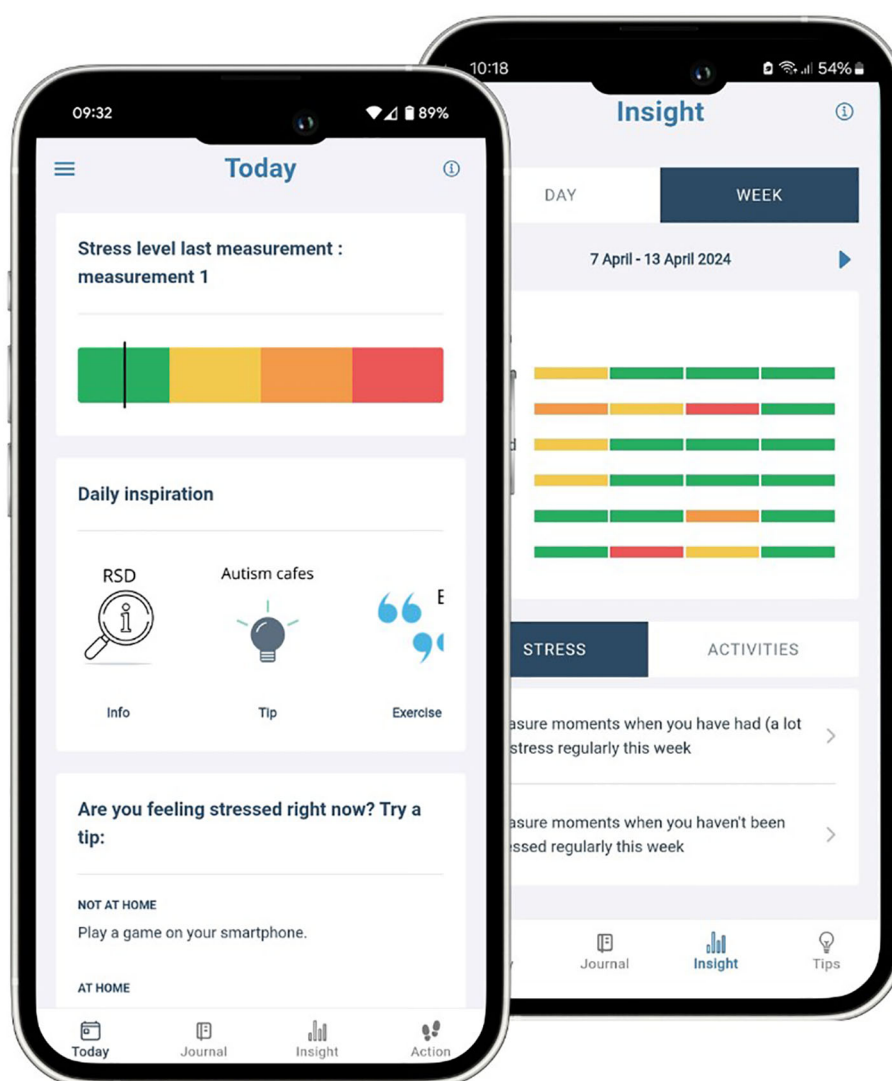 09:32
89%
Today
Stress level last measurement :
measurement 1
Daily inspiration
RSD
Autism cafes
E
Info
Tip
Exercise
Are you feeling stressed right now? Try a
tip:
NOT AT HOME
Play a game on your smartphone.
AT HOME
Today
Journal
Insight
Action
10:18
54%
Insight
DAY
WEEK
7 April - 13 April 2024
STRESS
ACTIVITIES
moments when you have had (a lot
stress regularly this week
moments when you haven't been
regularly this week
Journal
Insight
Tips